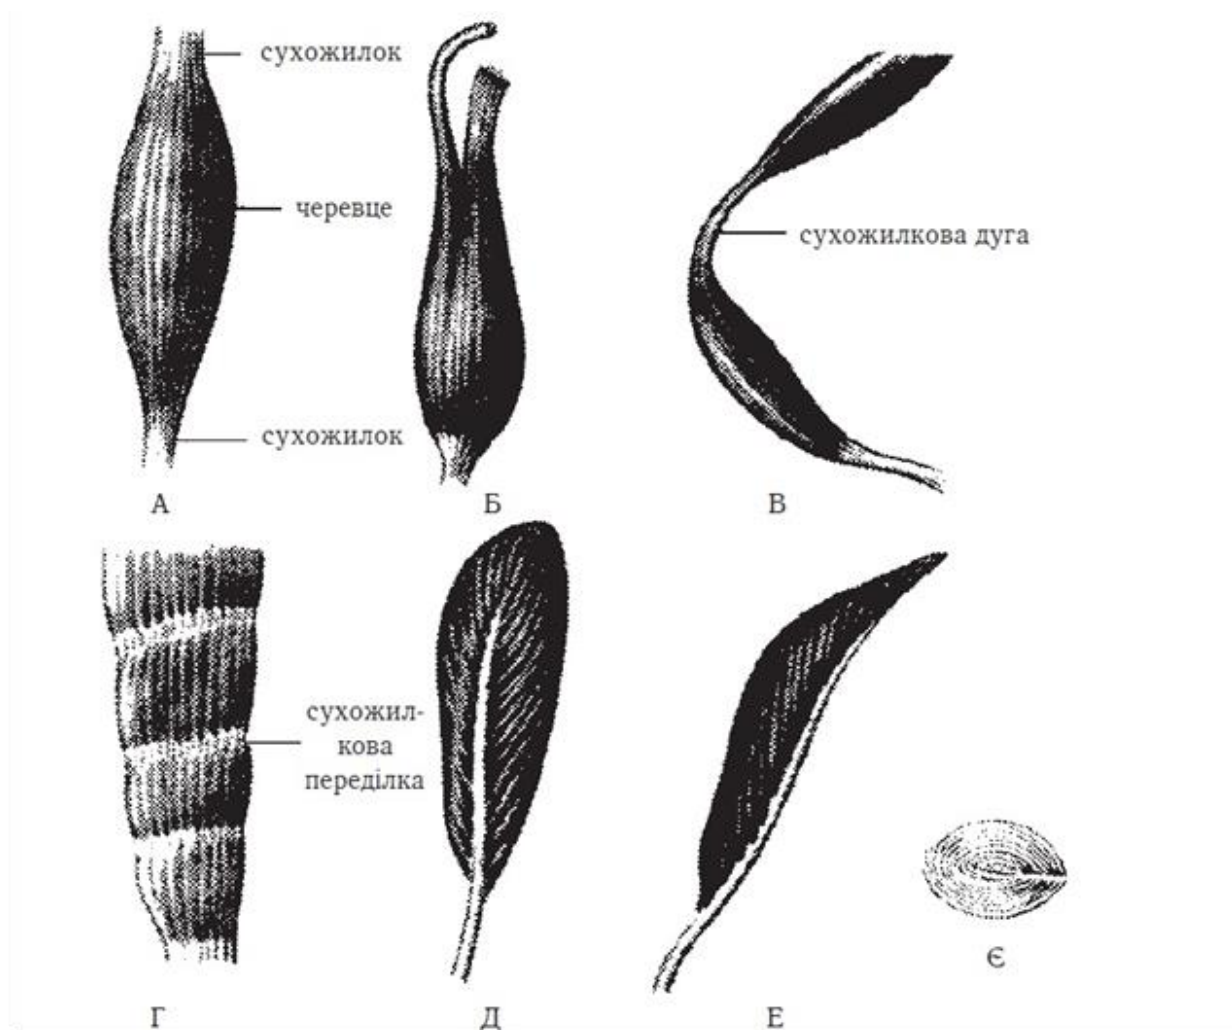 сухожилок
черевце
сухожилкова дуга
сухожилок
А
Б
В
сухожил-
кова
переділка
Г
Д
Е
Є